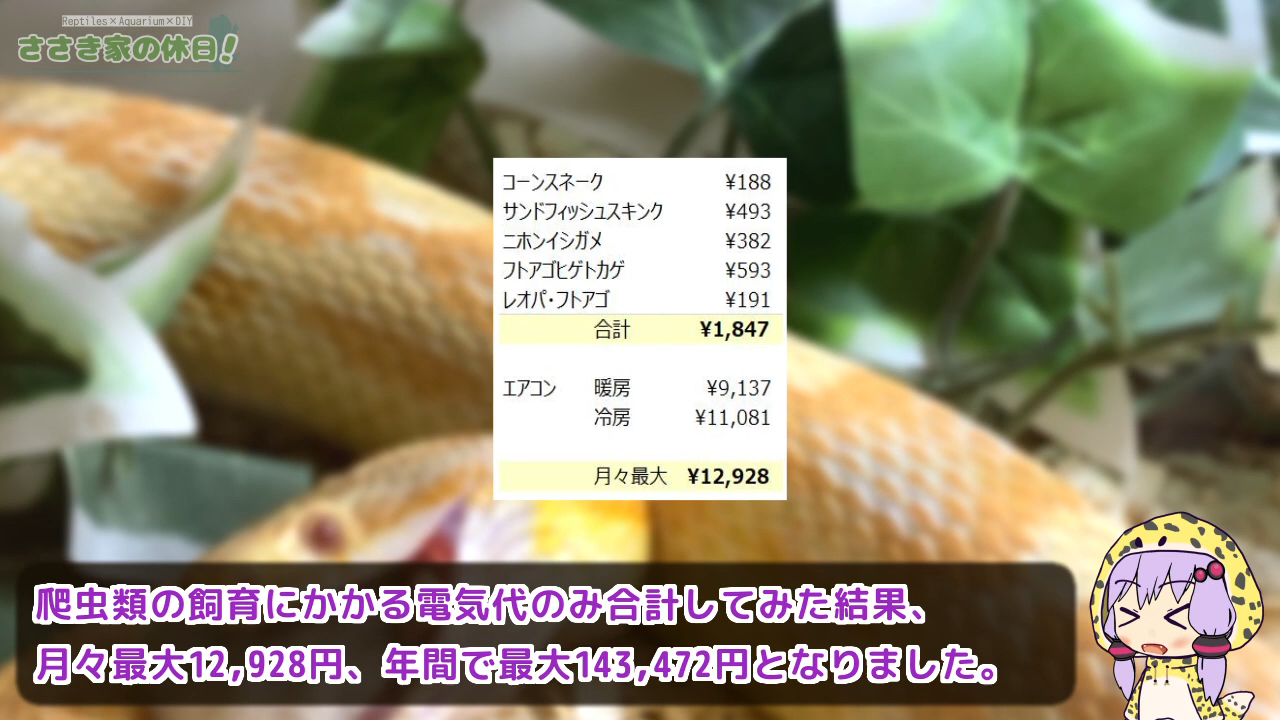 Reptiles×Aquarium×DIY
ささき家の休日！
コーンスネーク ¥188
サンドフィッシュスキンク ¥493
ニホンイシガメ ¥382
フトアゴヒゲトカゲ ¥593
レオパ・フトアゴ ¥191
合計 ¥1,847
エアコン 暖房 ¥9,137
冷房 ¥11,081
月々最大 ¥12,928
爬虫類の飼育にかかる電気代のみ合計してみた結果、
月々最大12,928円、年間で最大143,472円となりました。